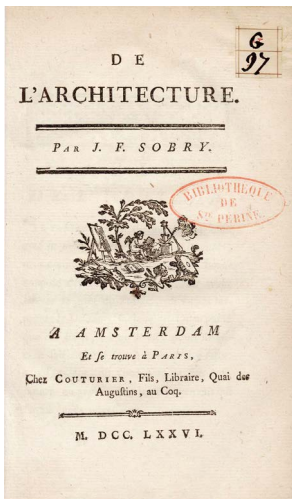 G
97
DE
L'ARCHITECTURE.
PAR J. F. SOBRY.
BIBLIOTHEQUE
DE
Ste PERINE
A AMSTERDAM
Et se trouve à PARIS,
Chez COUTURIER, Fils, Libraire, Quai des
Augustins, au Coq.
M. DCC. LXXVI.